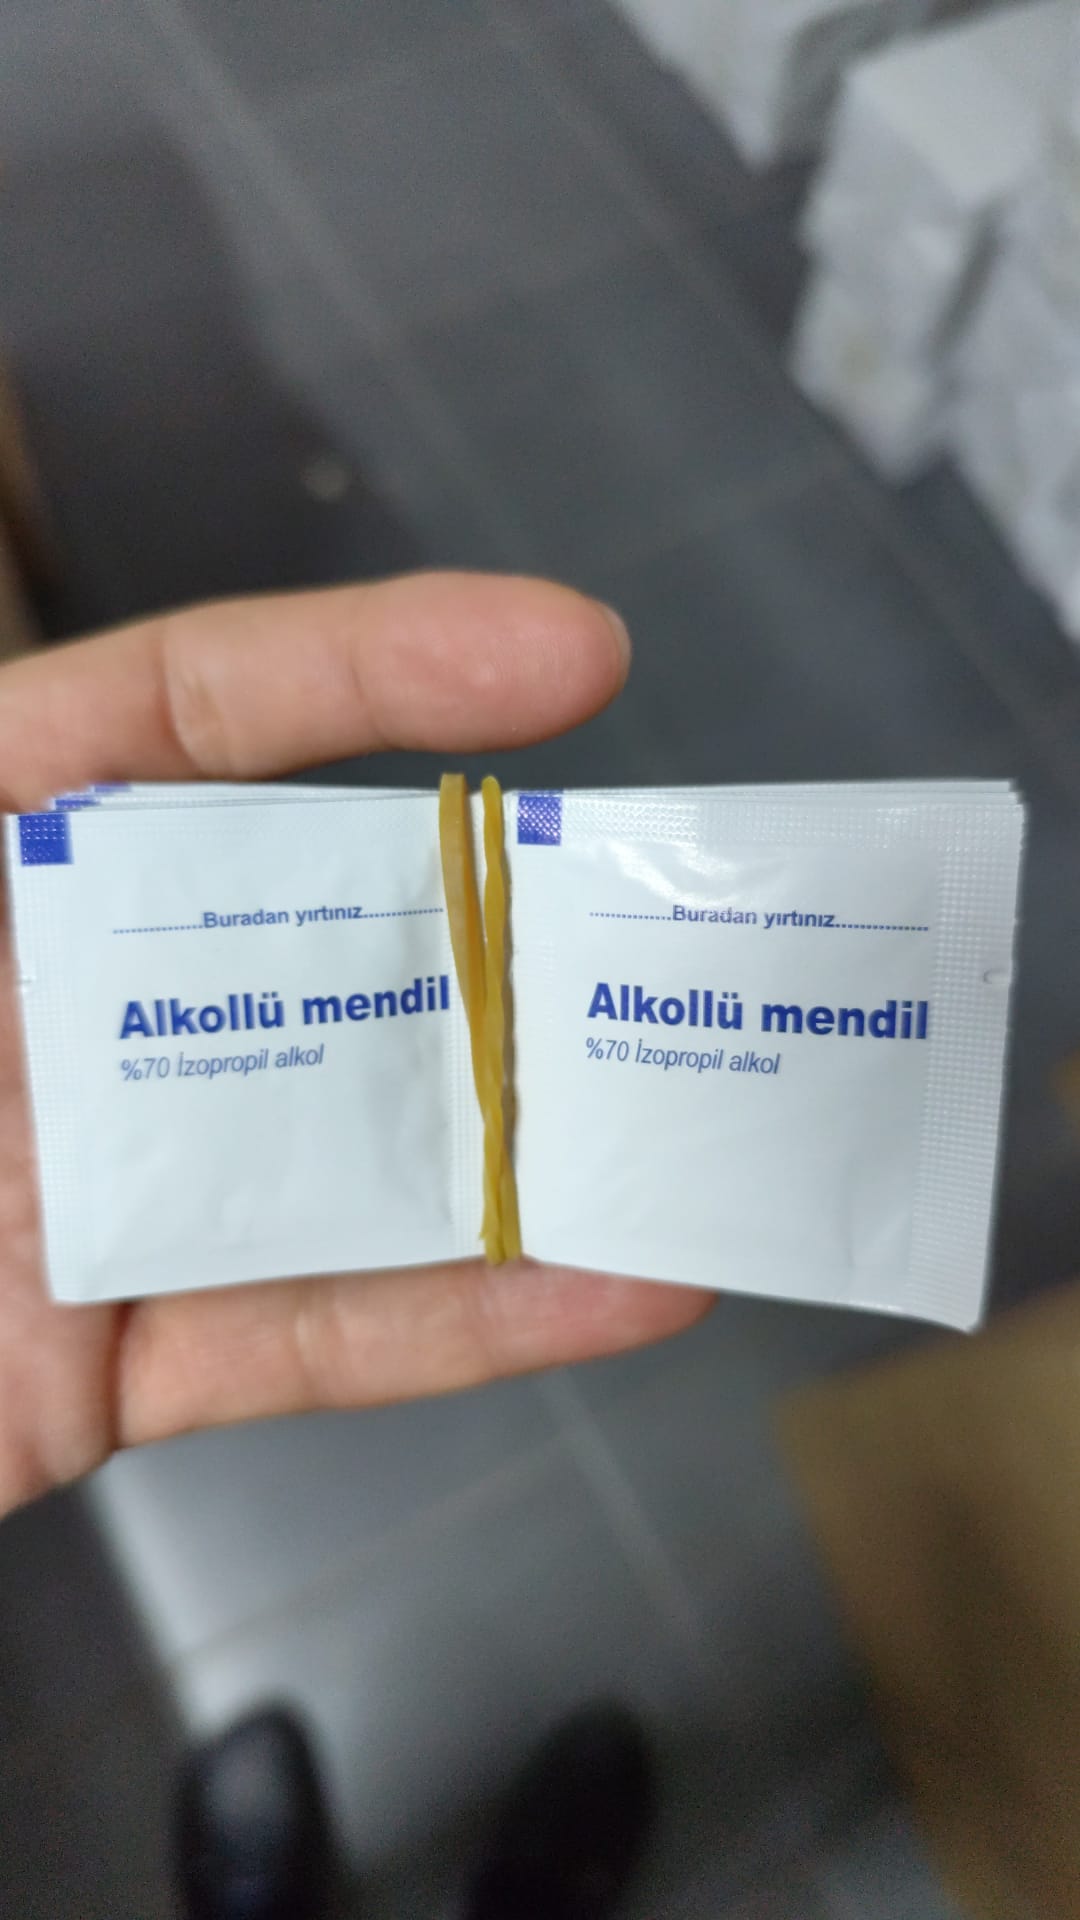 ..............Buradan yırtınız..............
Alkollü mendil
%70 İzopropil alkol
..............Buradan yırtınız................
Alkollü mendil
%70 İzopropil alkol